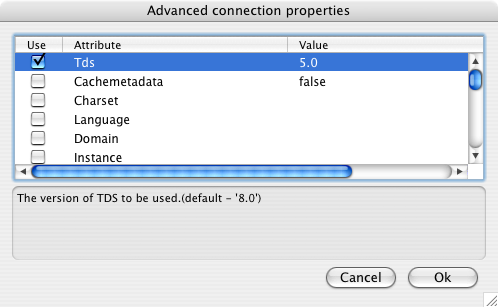 Advanced connection properties
Use Attribute Value
Tds 5.0
Cachemetadata false
Charset
Language
Domain
Instance
The version of TDS to be used.(default - '8.0')
Cancel Ok